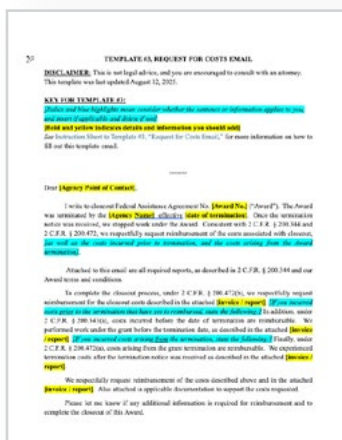 TEMPLATE #3, REQUEST FOR COSTS EMAIL
DISCLAIMER: This is not legal advice, and you are encouraged to consult with an attorney.
This template was last updated August 12, 2025.
KEY FOR TEMPLATE #3:
[Italics and blue highlights mean consider whether the sentence or information applies to you,
and insert if applicable and delete if not]
[Bold and yellow indicates details and information you should add]
See Instruction Sheet to Template #3, "Request for Costs Email," for more information on how to
fill out this template email.
Dear [Agency Point of Contact],
I write to closeout Federal Assistance Agreement No. [Award No.] ("Award"). The Award
was terminated by the [Agency Name], effective [date of termination]. Once the termination
notice was received, we stopped work under the Award. Consistent with 2 C.F.R. § 200.344 and
2 C.F.R. § 200.472, we respectfully request reimbursement of the costs associated with closeout,
[as well as the costs incurred prior to termination, and the costs arising from the Award
termination].
Attached to this email are all required reports, as described in 2 C.F.R. § 200.344 and our
Award terms and conditions.
To complete the closeout process, under 2 C.F.R. § 200.472(b), we respectfully request
reimbursement for the closeout costs described in the attached [invoice / report]. [If you incurred
costs prior to the termination that have yet to reimbursed, state the following:] In addition, under
2 C.F.R. § 200.343(a), costs incurred before the date of termination are reimbursable. We
performed work under the grant before the termination date, as described in the attached [invoice
/ report]. [If you incurred costs arising from the termination, state the following:] Finally, under
2 C.F.R. § 200.472(a), costs arising from the grant termination are reimbursable. We experienced
termination costs after the termination notice was received as described in the attached [invoice /
report].
We respectfully request reimbursement of the costs described above and in the attached
[invoice / report]. Also attached is applicable documentation to support the costs requested.
Please let me know if any additional information is required for reimbursement and to
complete the closeout of this Award.